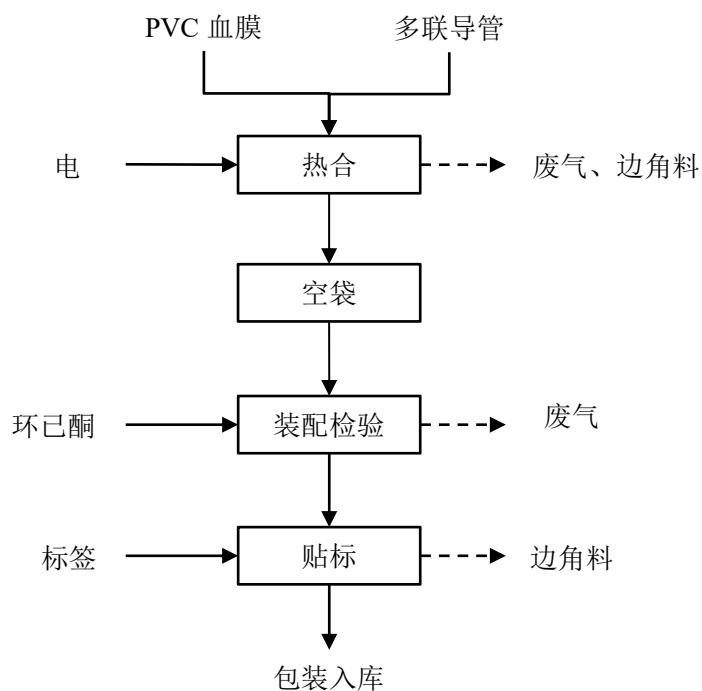 PVC 血膜
多联导管
电
热合
废气、边角料
空袋
环已酮
装配检验
废气
标签
贴标
边角料
包装入库